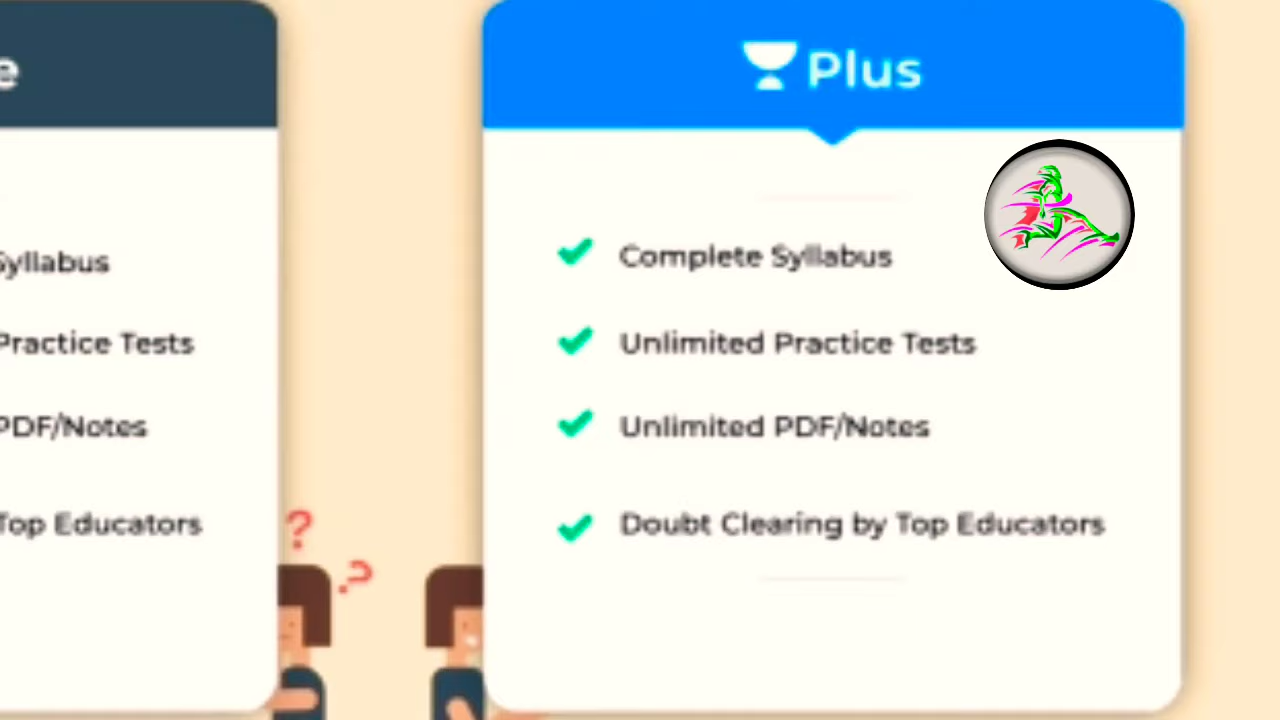 e
Syllabus
Practice Tests
PDF/Notes
Top Educators
? ?
Plus
Complete Syllabus
Unlimited Practice Tests
Unlimited PDF/Notes
Doubt Clearing by Top Educators